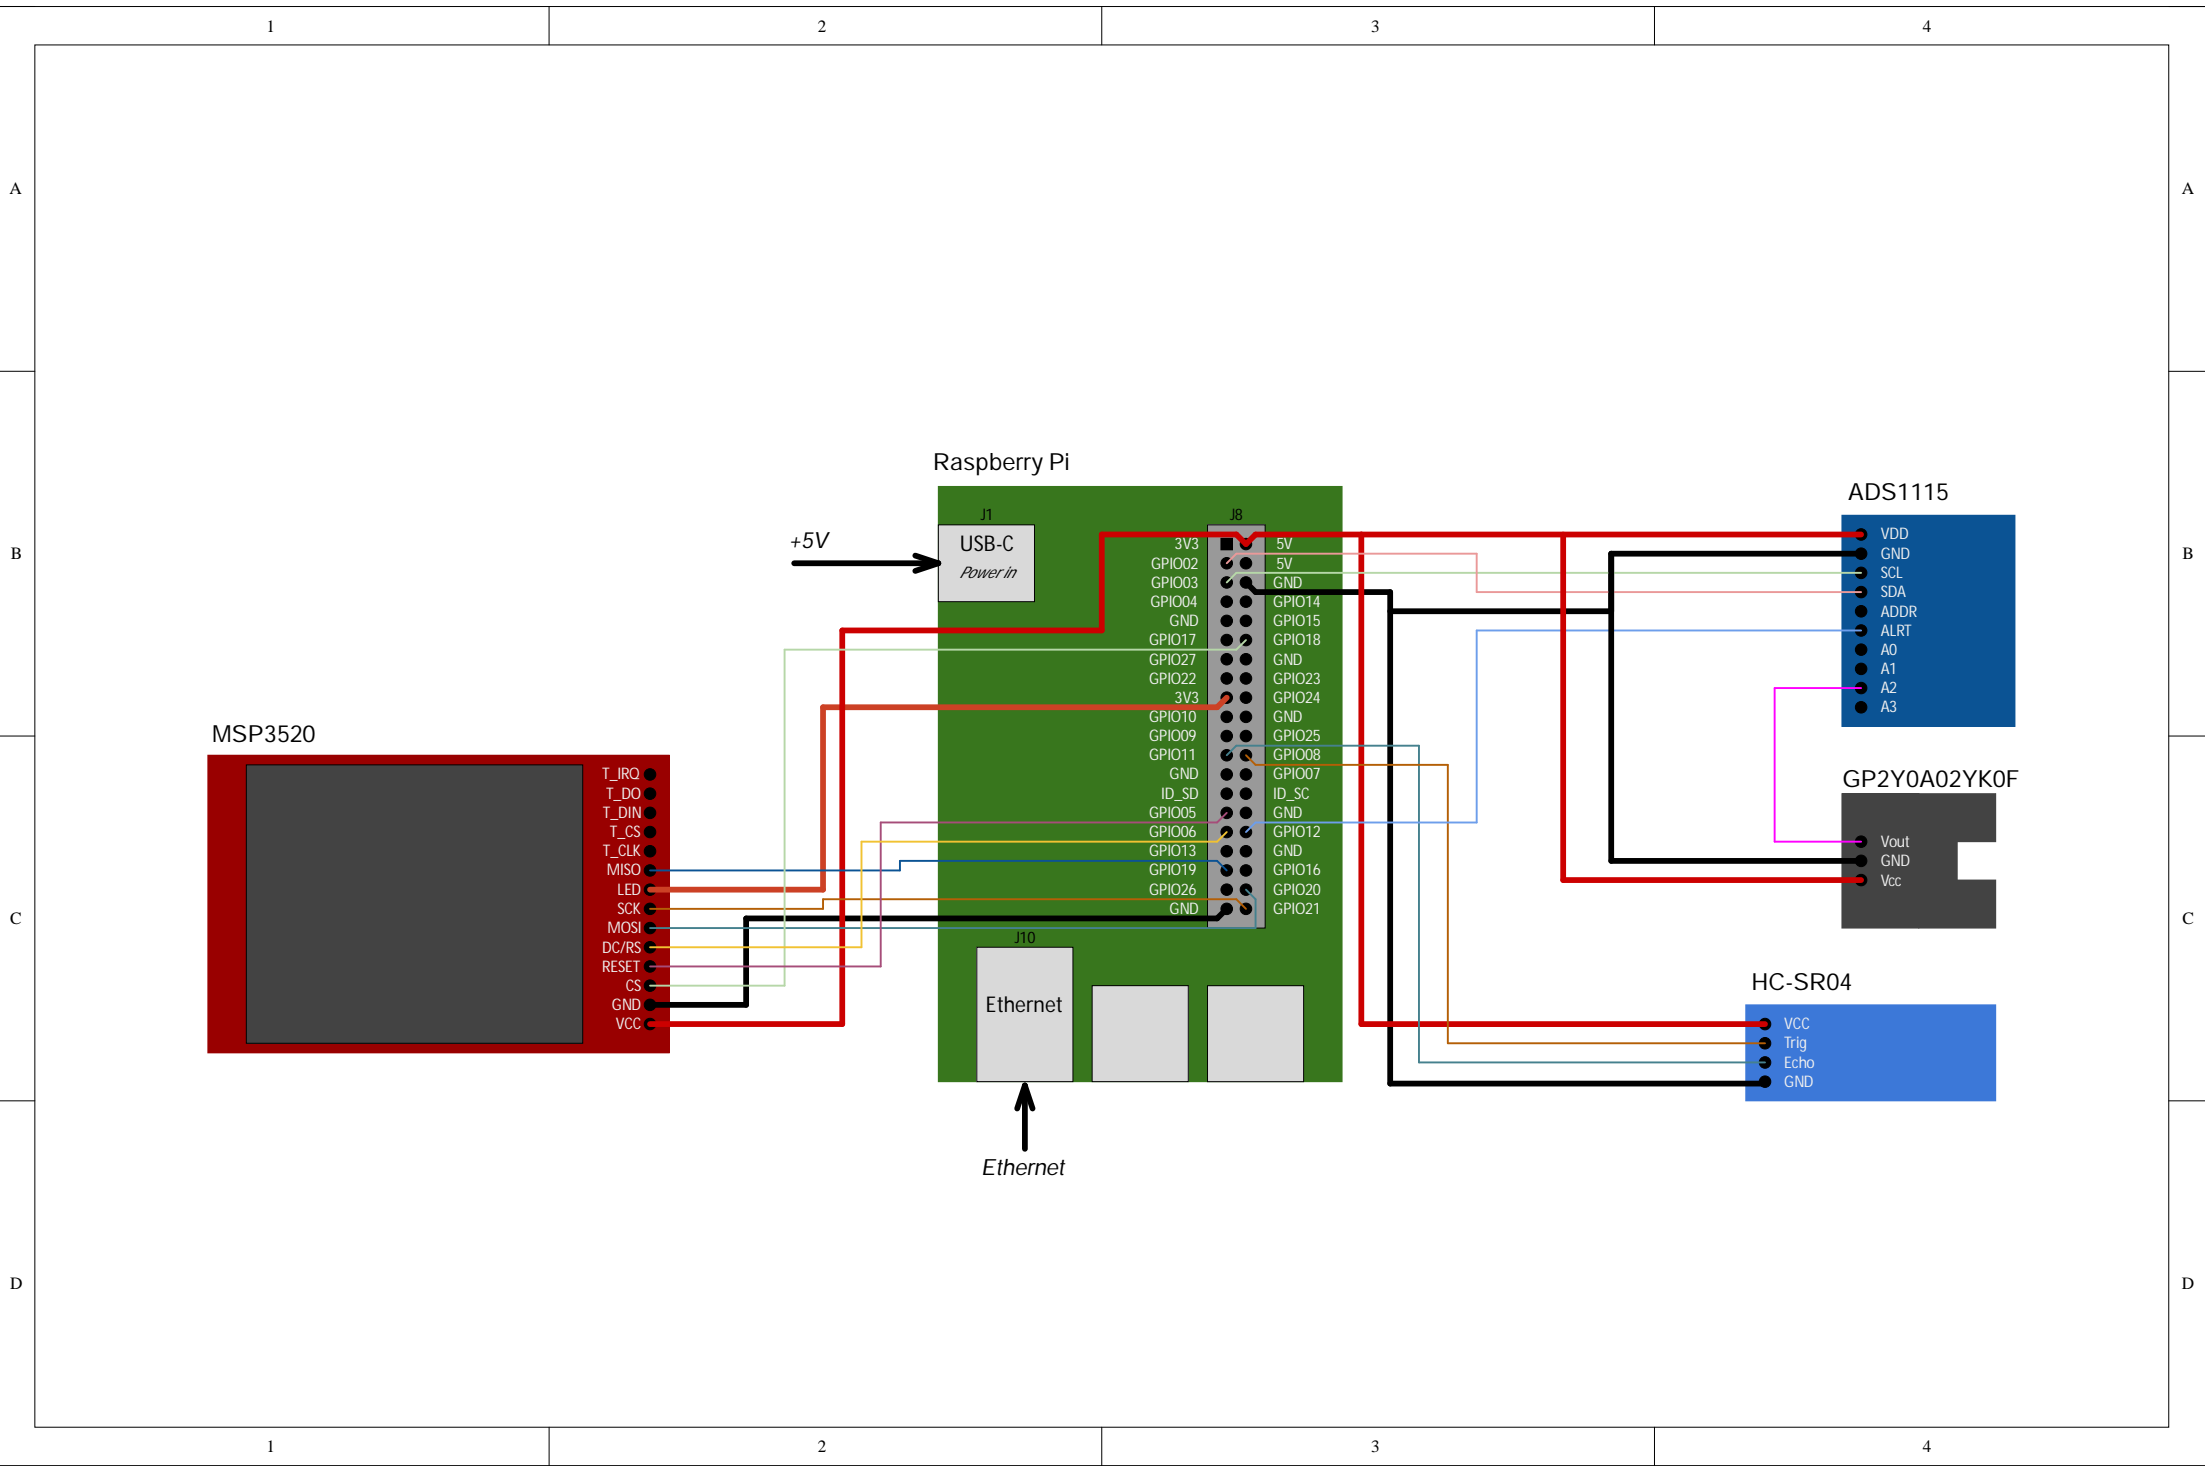 1 2 3 4
A A
B B
C C
D D
Raspberry Pi
J1
USB-C
Power in
+5V
J8
3V3 5V
GPIO02 5V
GPIO03 GND
GPIO04 GPIO14
GND GPIO15
GPIO17 GPIO18
GPIO27 GND
GPIO22 GPIO23
3V3 GPIO24
GPIO10 GND
GPIO09 GPIO25
GPIO11 GPIO08
GND GPIO07
ID_SD ID_SC
GPIO05 GND
GPIO06 GPIO12
GPIO13 GND
GPIO19 GPIO16
GPIO26 GPIO20
GND GPIO21
J10
Ethernet
Ethernet
MSP3520
T_IRQ
T_DO
T_DIN
T_CS
T_CLK
MISO
LED
SCK
MOSI
DC/RS
RESET
CS
GND
VCC
ADS1115
VDD
GND
SCL
SDA
ADDR
ALRT
A0
A1
A2
A3
GP2Y0A02YK0F
Vout
GND
Vcc
HC-SR04
VCC
Trig
Echo
GND
1 2 3 4